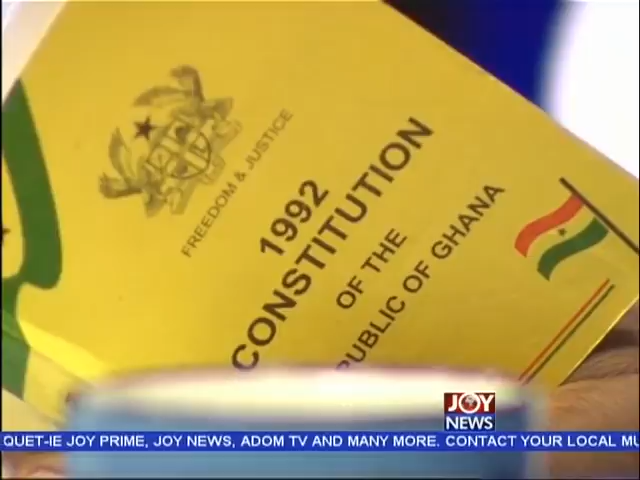 FREEDOM & JUSTICE
1992
CONSTITUTION
OF THE
PUBLIC OF GHANA
JOY
NEWS
QUET-IE JOY PRIME, JOY NEWS, ADOM TV AND MANY MORE. CONTACT YOUR LOCAL MU